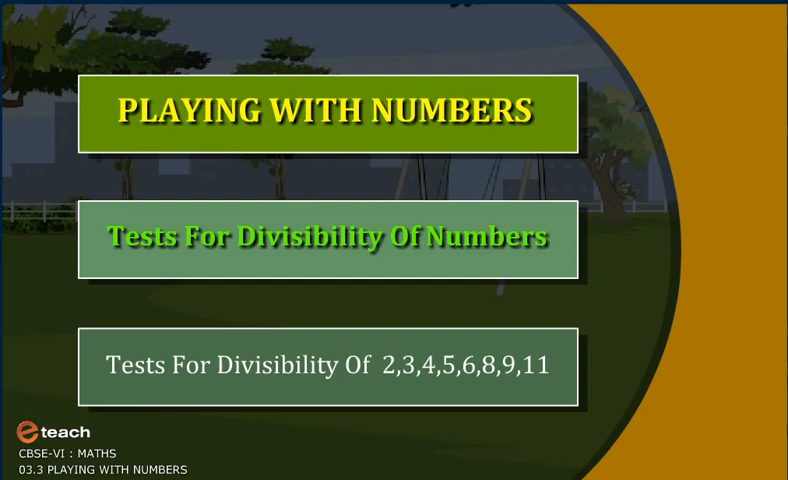 PLAYING WITH NUMBERS
Tests For Divisibility Of Numbers
Tests For Divisibility Of 2,3,4,5,6,8,9,11
e teach
CBSE-VI : MATHS
03.3 PLAYING WITH NUMBERS